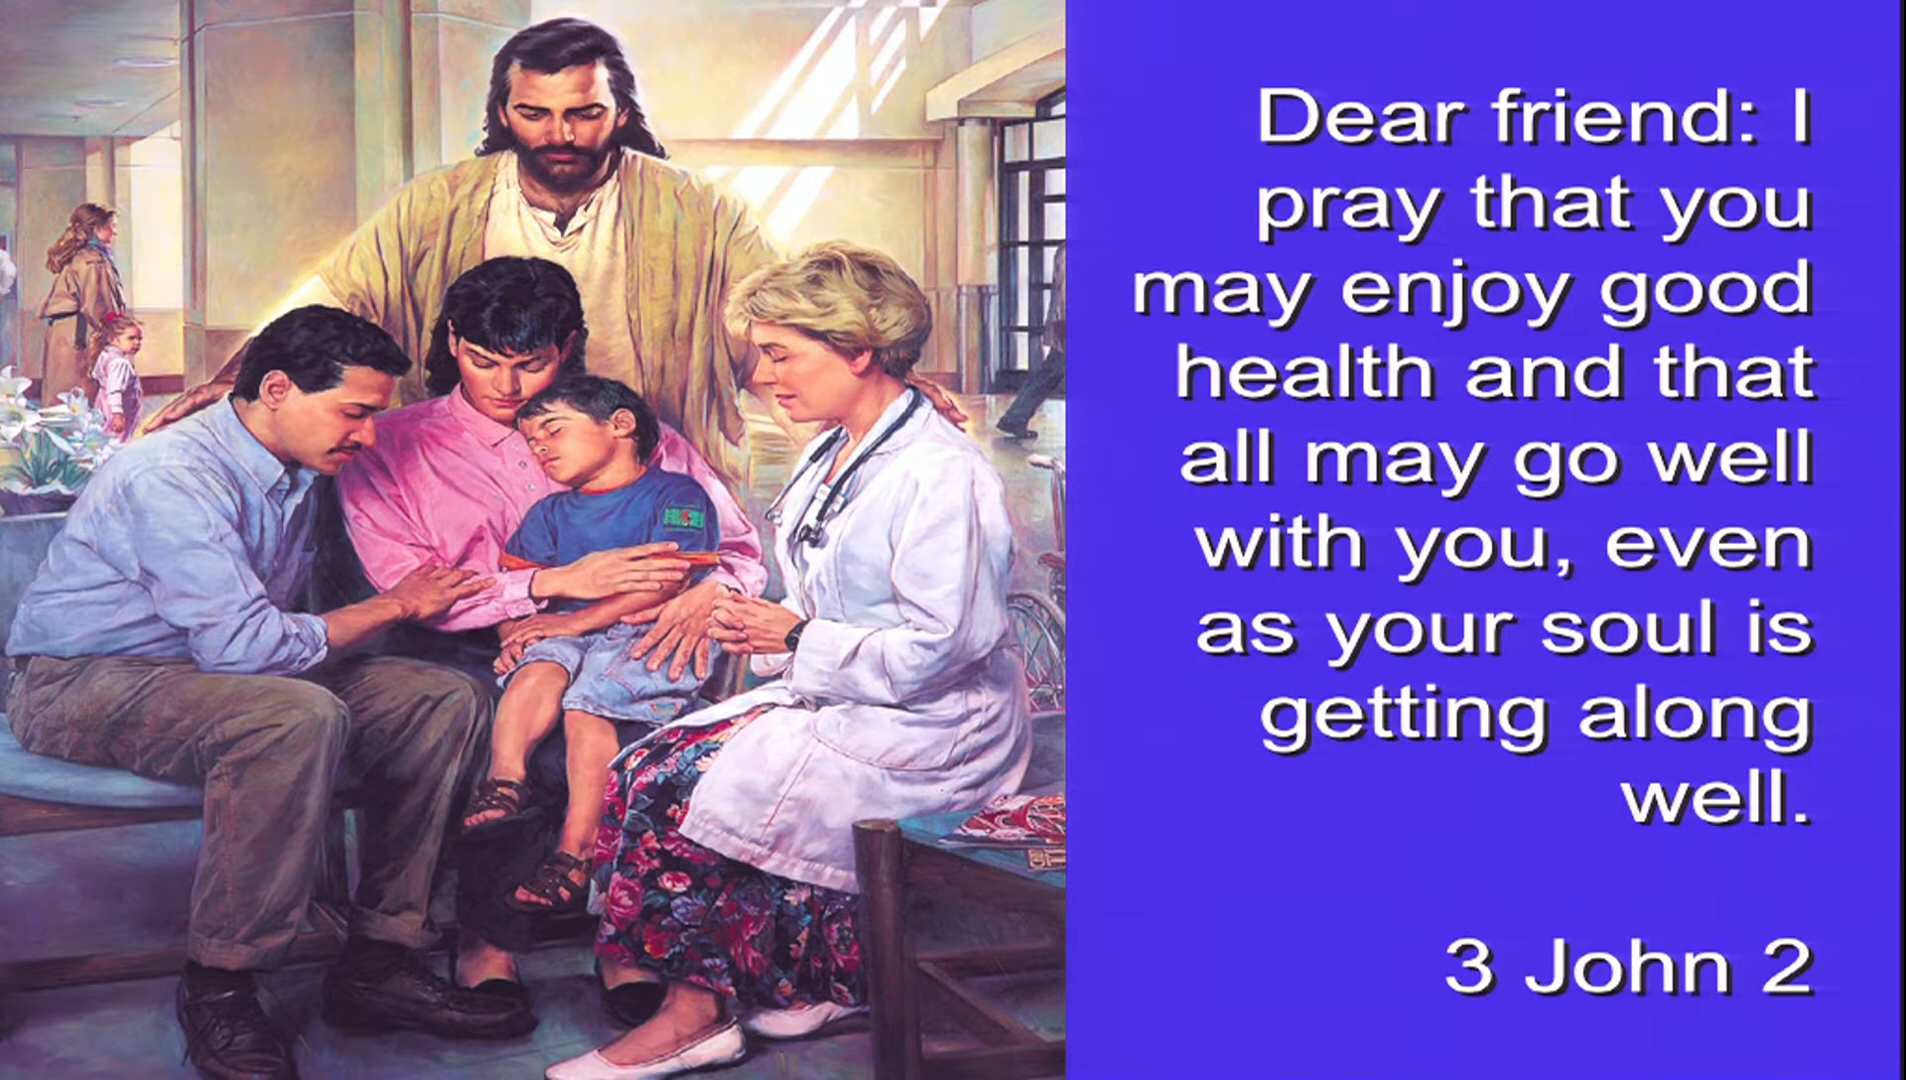 Dear friend: I
pray that you
may enjoy good
health and that
all may go well
with you, even
as your soul is
getting along
well.
3 John 2